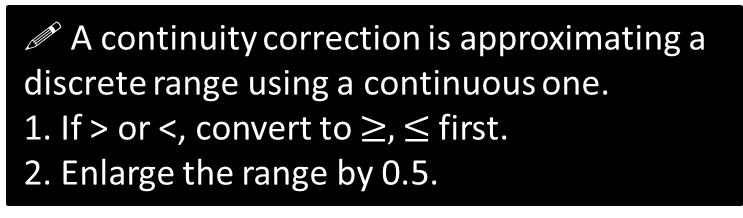 ✏ A continuity correction is approximating a
discrete range using a continuous one.
1. If > or <, convert to ≥, ≤ first.
2. Enlarge the range by 0.5.